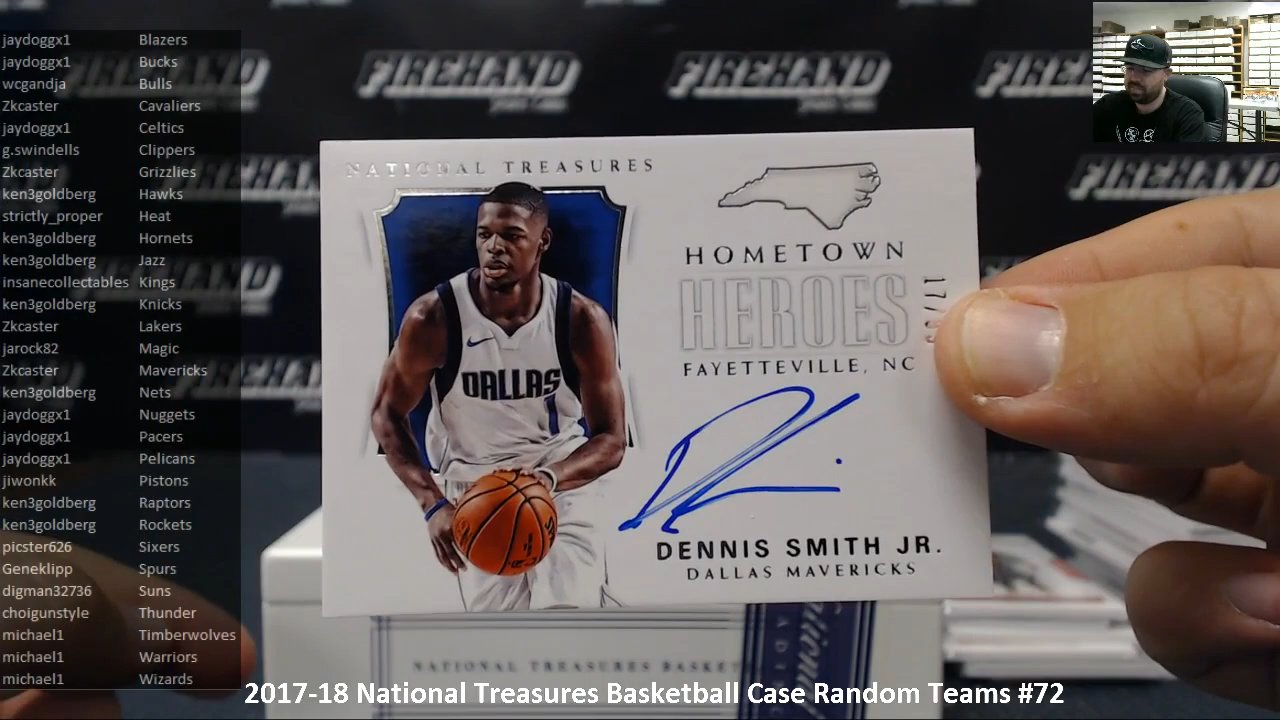 jaydoggx1 Blazers
jaydoggx1 Bucks
wcgandja Bulls
Zkcaster Cavaliers
jaydoggx1 Celtics
g.swindells Clippers
Zkcaster Grizzlies
ken3goldberg Hawks
strictly_proper Heat
ken3goldberg Hornets
ken3goldberg Jazz
insanecollectables Kings
ken3goldberg Knicks
Zkcaster Lakers
jarock82 Magic
Zkcaster Mavericks
ken3goldberg Nets
jaydoggx1 Nuggets
jaydoggx1 Pacers
jaydoggx1 Pelicans
jiwonkk Pistons
ken3goldberg Raptors
ken3goldberg Rockets
picster626 Sixers
Geneklipp Spurs
digman32736 Suns
choigunstyle Thunder
michael1 Timberwolves
michael1 Warriors
michael1 Wizards
FIREHAND
FIREHAND
FIREHAND
NATIONAL TREASURES
HOMETOWN
HEROES
FAYETTEVILLE, NC
DALLAS
1
DENNIS SMITH JR.
DALLAS MAVERICKS
NATIONAL TREASURES
2017-18 National Treasures Basketball Case Random Teams #72